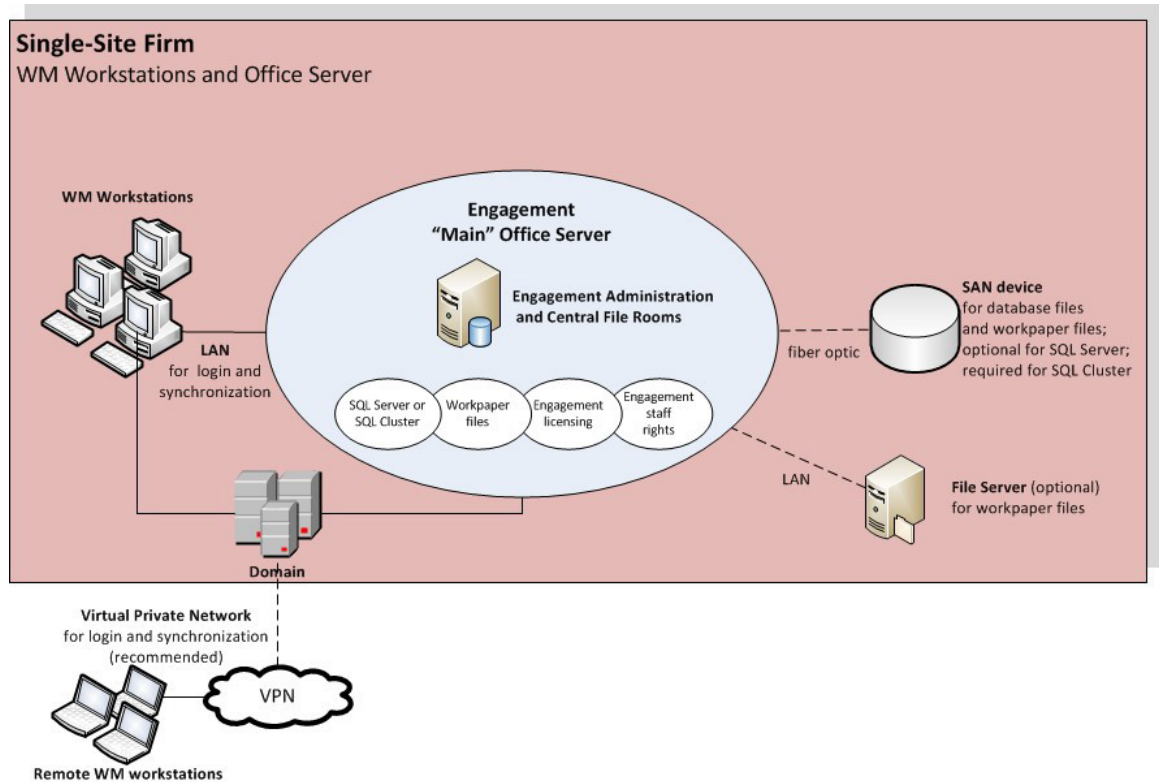 Single-Site Firm
WM Workstations and Office Server
WM Workstations
Engagement
“Main” Office Server
Engagement Administration
and Central File Rooms
SAN device
for database files
and workpaper files;
optional for SQL Server;
required for SQL Cluster
fiber optic
LAN
for login and
synchronization
SQL Server or
SQL Cluster
Workpaper
files
Engagement
licensing
Engagement
staff
rights
LAN
File Server (optional)
for workpaper files
Domain
Virtual Private Network
for login and synchronization
(recommended)
VPN
Remote WM workstations